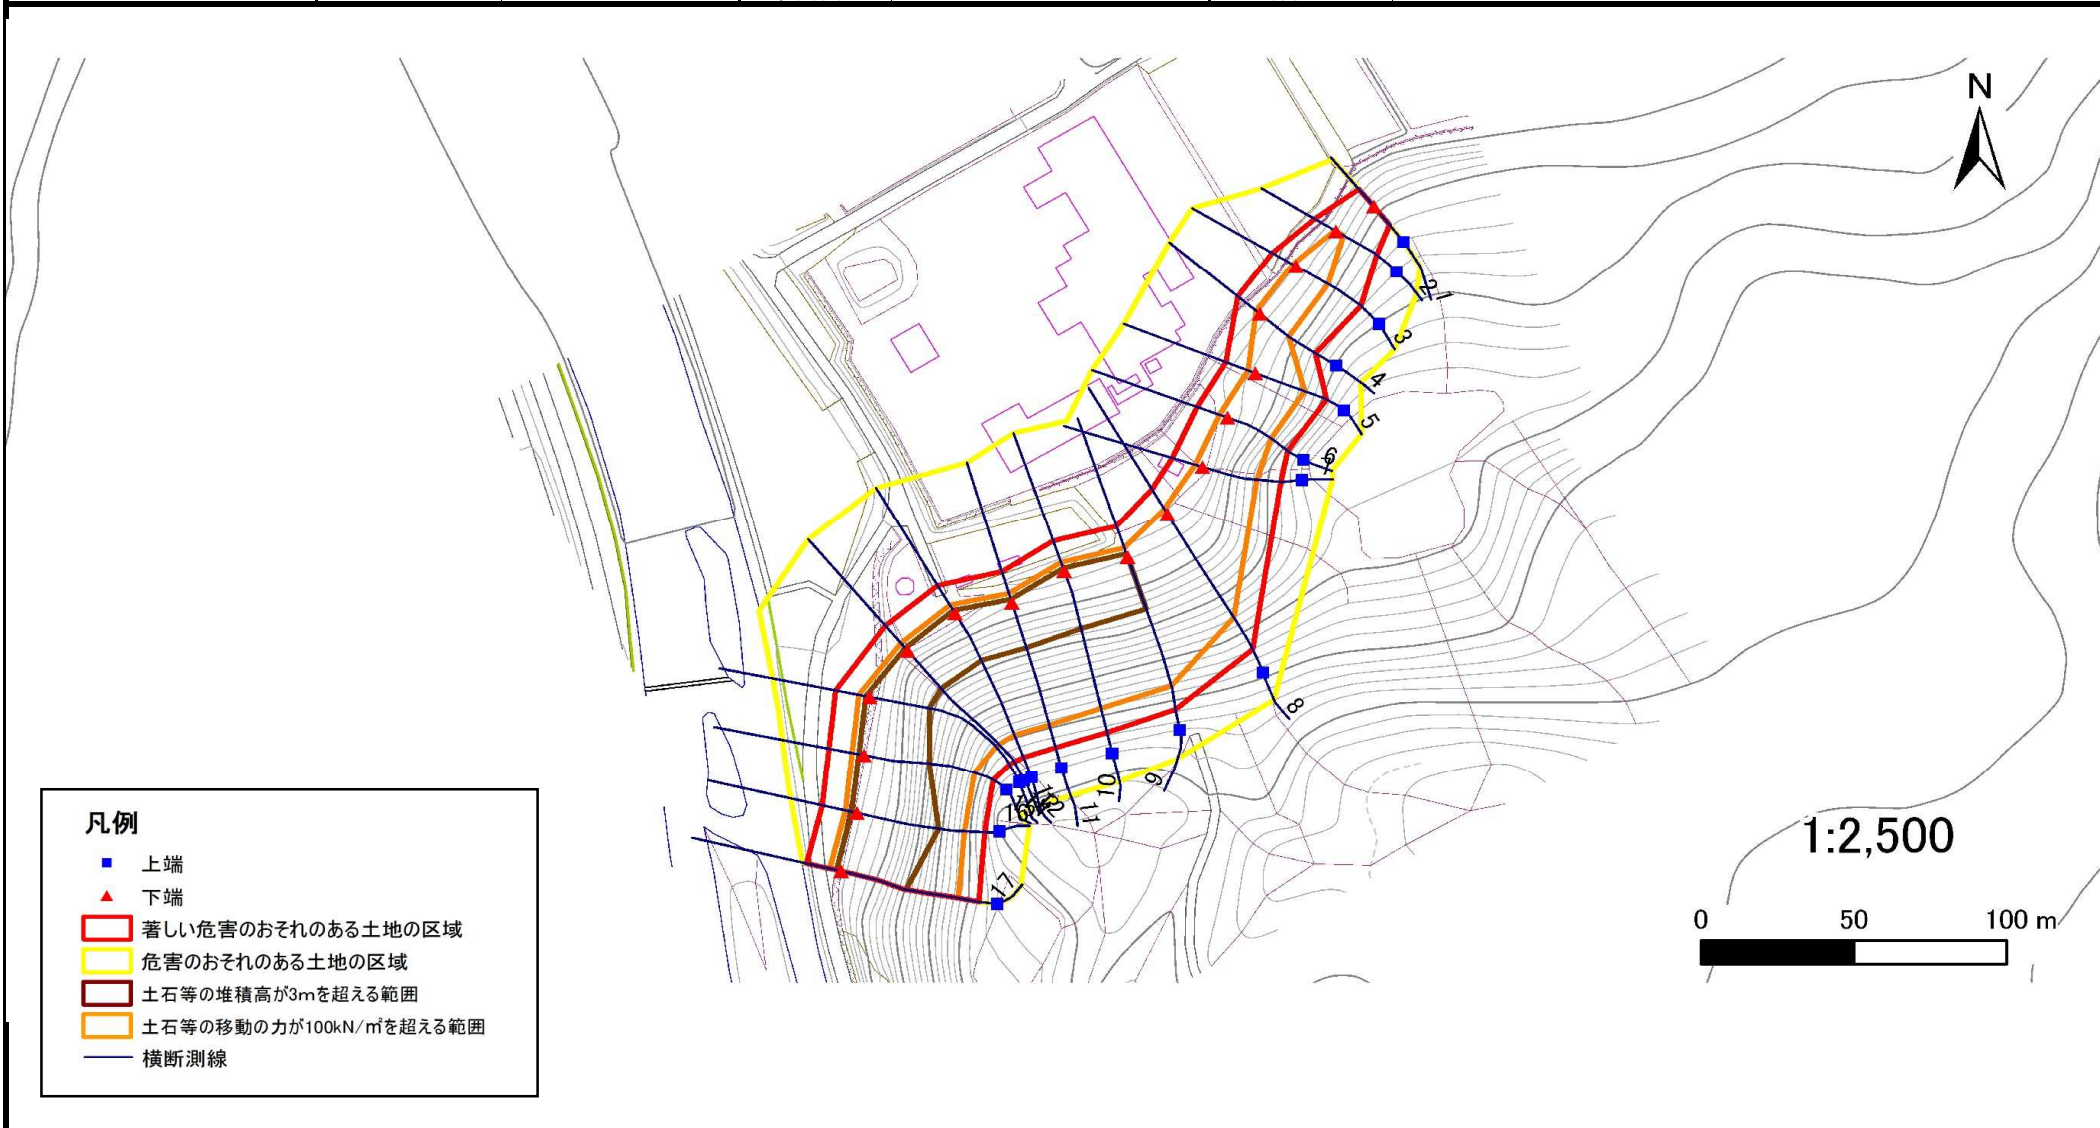 N
1
2
3
4
5
6
8
9
10
11
12
16
17
1:2,500
0 50 100 m
凡例
上端
下端
著しい危害のおそれのある土地の区域
危害のおそれのある土地の区域
土石等の堆積高が3mを超える範囲
土石等の移動の力が100kN/㎡を超える範囲
横断測線